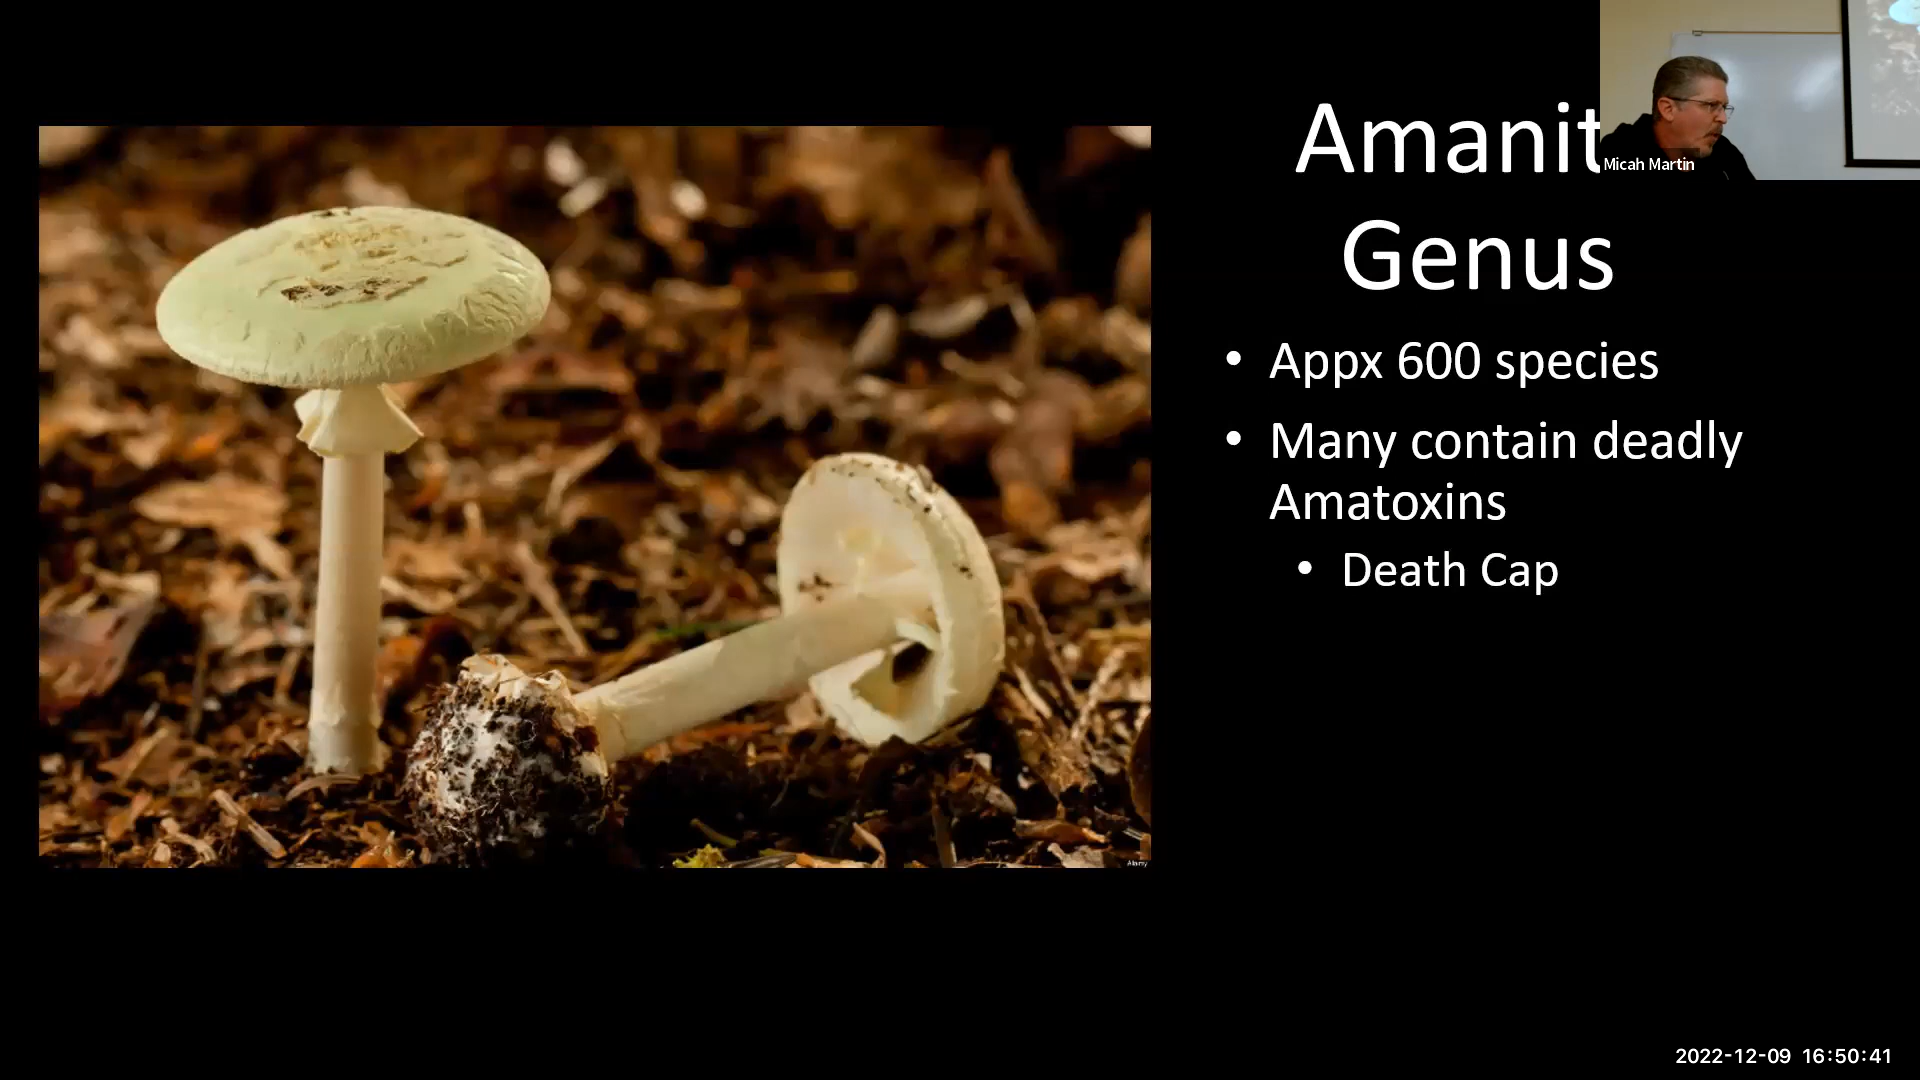 Amanit
Genus
Micah Martin
• Appx 600 species
• Many contain deadly
Amatoxins
• Death Cap
Alamy
2022-12-09 16:50:41